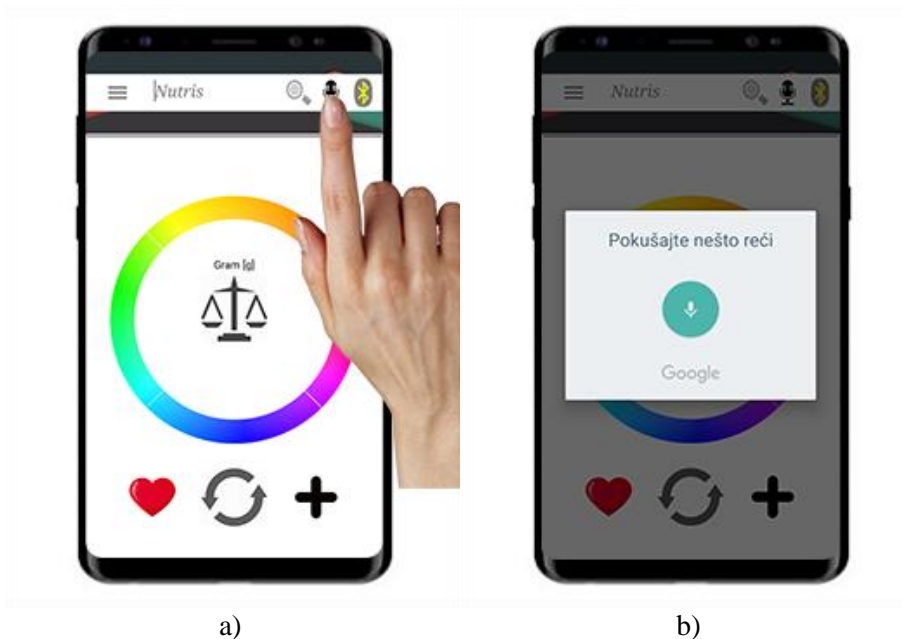 Nutris
Gram [g]
a)
Nutris
Pokušajte nešto reći
Google
b)